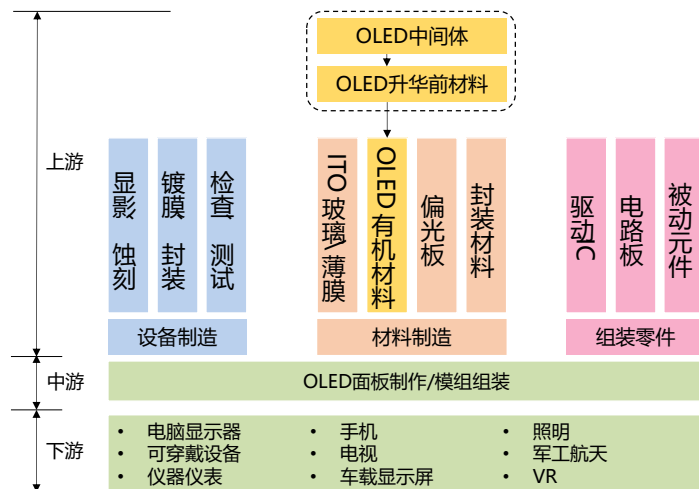 OLED中间体
OLED升华前材料
上游
显影、蚀刻
镀膜、封装
检查、测试
ITO玻璃/薄膜
OLED有机材料
偏光板
封装材料
驱动IC
电路板
被动元件
设备制造
材料制造
组装零件
中游
OLED面板制作/模组组装
下游
• 电脑显示器
• 可穿戴设备
• 仪器仪表
• 手机
• 电视
• 车载显示屏
• 照明
• 军工航天
• VR